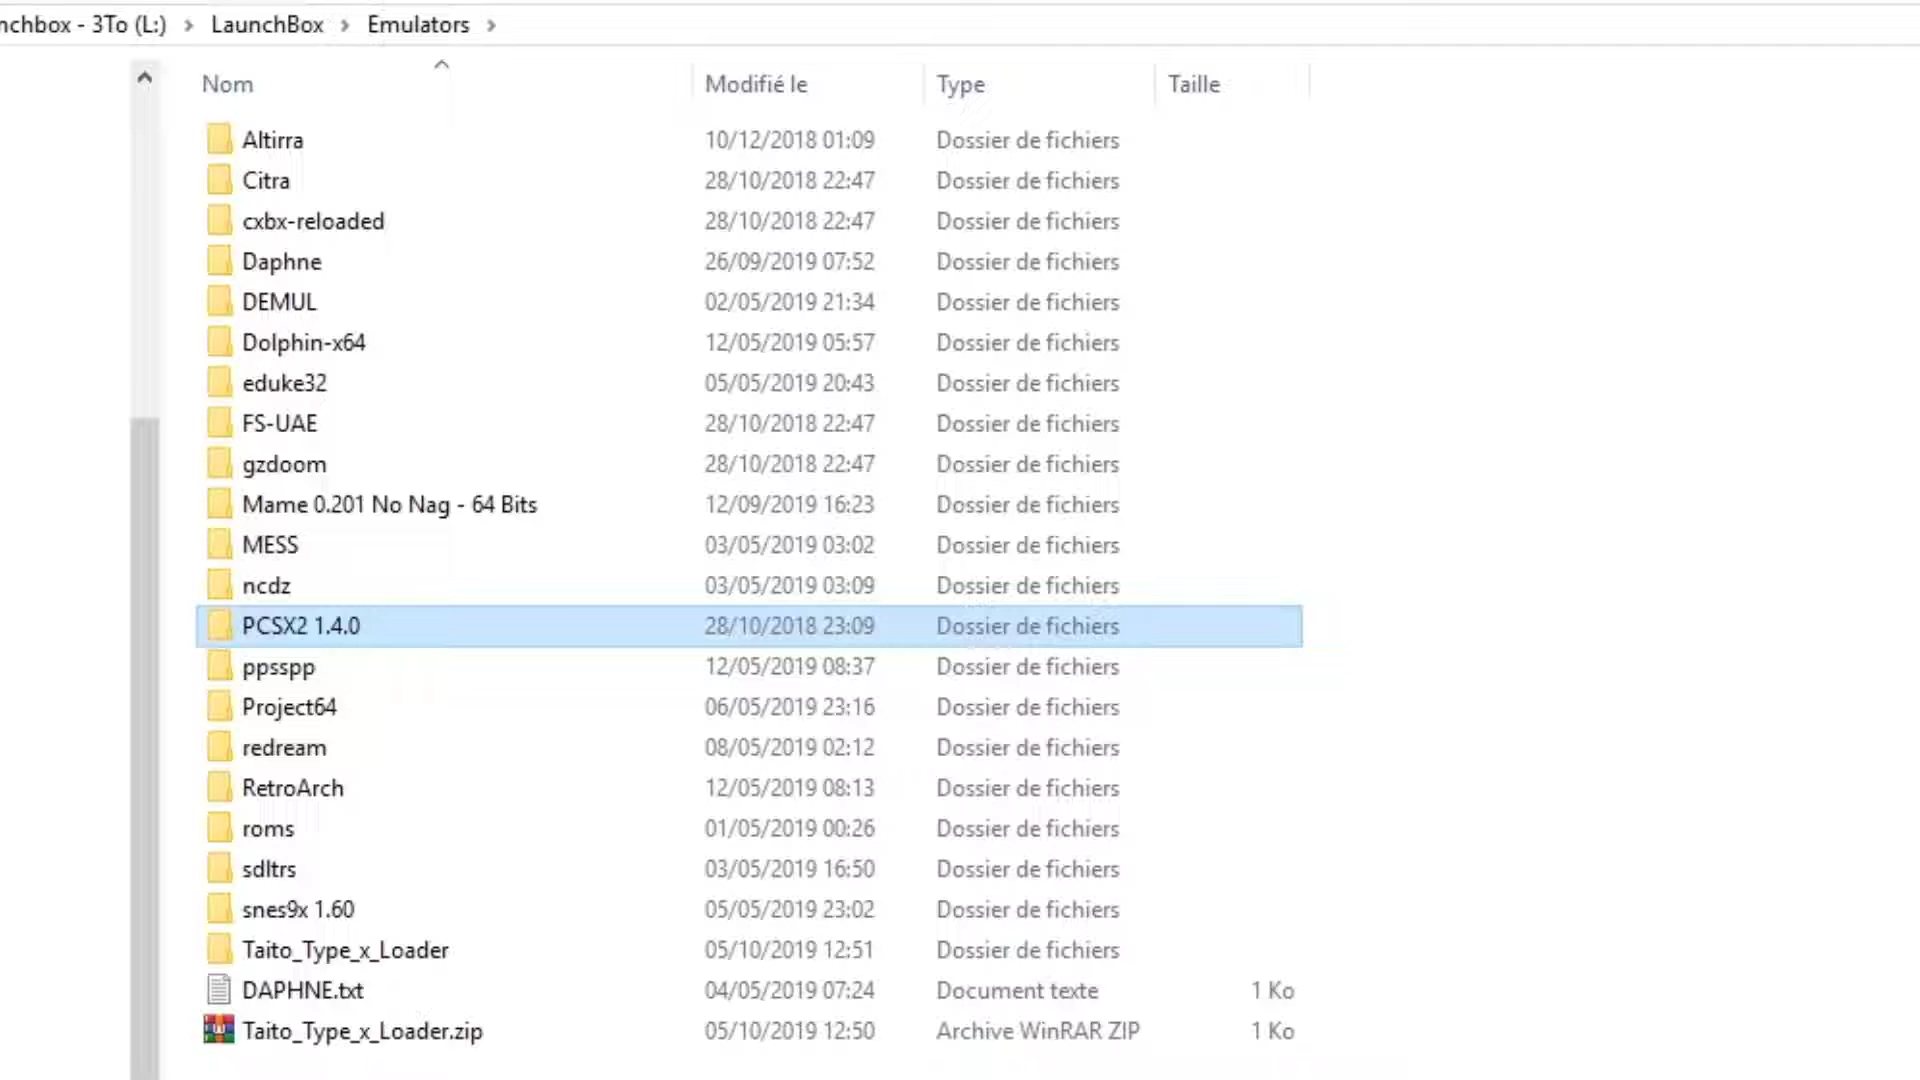 nchbox - 3To (L:) > LaunchBox > Emulators >
Nom Modifié le Type Taille
Altirra 10/12/2018 01:09 Dossier de fichiers
Citra 28/10/2018 22:47 Dossier de fichiers
cxbx-reloaded 28/10/2018 22:47 Dossier de fichiers
Daphne 26/09/2019 07:52 Dossier de fichiers
DEMUL 02/05/2019 21:34 Dossier de fichiers
Dolphin-x64 12/05/2019 05:57 Dossier de fichiers
eduke32 05/05/2019 20:43 Dossier de fichiers
FS-UAE 28/10/2018 22:47 Dossier de fichiers
gzdoom 28/10/2018 22:47 Dossier de fichiers
Mame 0.201 No Nag - 64 Bits 12/09/2019 16:23 Dossier de fichiers
MESS 03/05/2019 03:02 Dossier de fichiers
ncdz 03/05/2019 03:09 Dossier de fichiers
PCSX2 1.4.0 28/10/2018 23:09 Dossier de fichiers
ppsspp 12/05/2019 08:37 Dossier de fichiers
Project64 06/05/2019 23:16 Dossier de fichiers
redream 08/05/2019 02:12 Dossier de fichiers
RetroArch 12/05/2019 08:13 Dossier de fichiers
roms 01/05/2019 00:26 Dossier de fichiers
sdltrs 03/05/2019 16:50 Dossier de fichiers
snes9x 1.60 05/05/2019 23:02 Dossier de fichiers
Taito_Type_x_Loader 05/10/2019 12:51 Dossier de fichiers
DAPHNE.txt 04/05/2019 07:24 Document texte 1 Ko
Taito_Type_x_Loader.zip 05/10/2019 12:50 Archive WinRAR ZIP 1 Ko